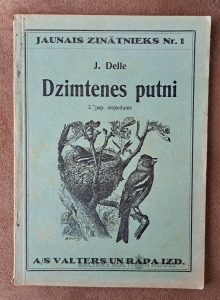 JAUNAIS ZINĀTNIEKS Nr. 1
J. Delle
Dzimtenes putni
2. pap. iespiedums
A/S VALTERS UN RAPA IZD.